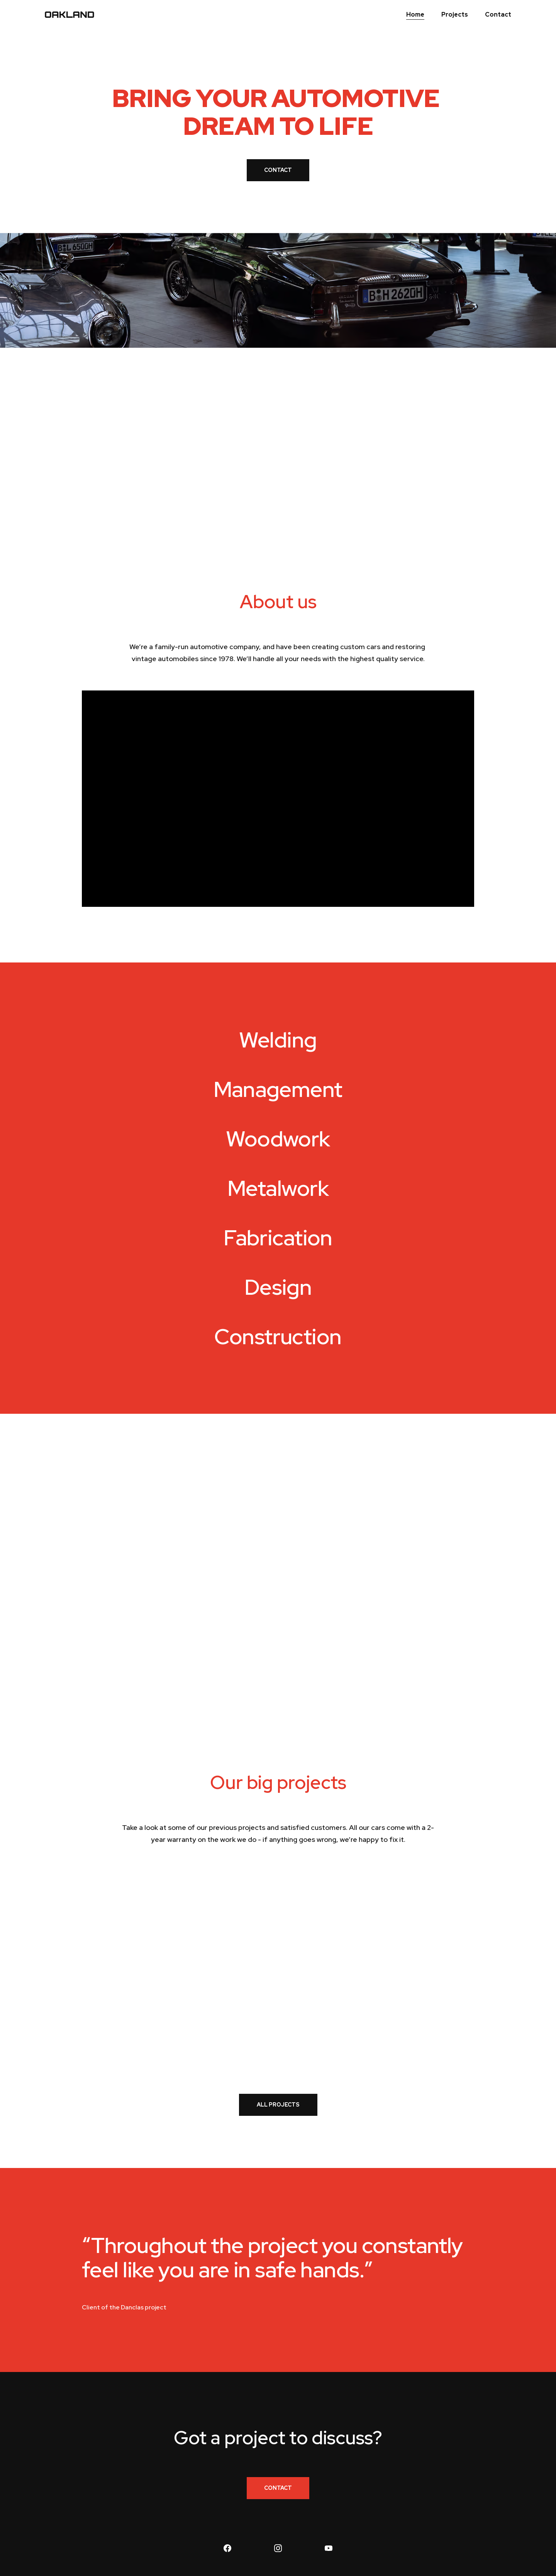 OAKLAND
Home Projects Contact
BRING YOUR AUTOMOTIVE
DREAM TO LIFE
CONTACT
B L 650GH
B H 2620H
About us
We're a family-run automotive company, and have been creating custom cars and restoring
vintage automobiles since 1978. We'll handle all your needs with the highest quality service.
Welding
Management
Woodwork
Metalwork
Fabrication
Design
Construction
Our big projects
Take a look at some of our previous projects and satisfied customers. All our cars come with a 2-
year warranty on the work we do - if anything goes wrong, we're happy to fix it.
ALL PROJECTS
“Throughout the project you constantly
feel like you are in safe hands.”
Client of the Danclas project
Got a project to discuss?
CONTACT